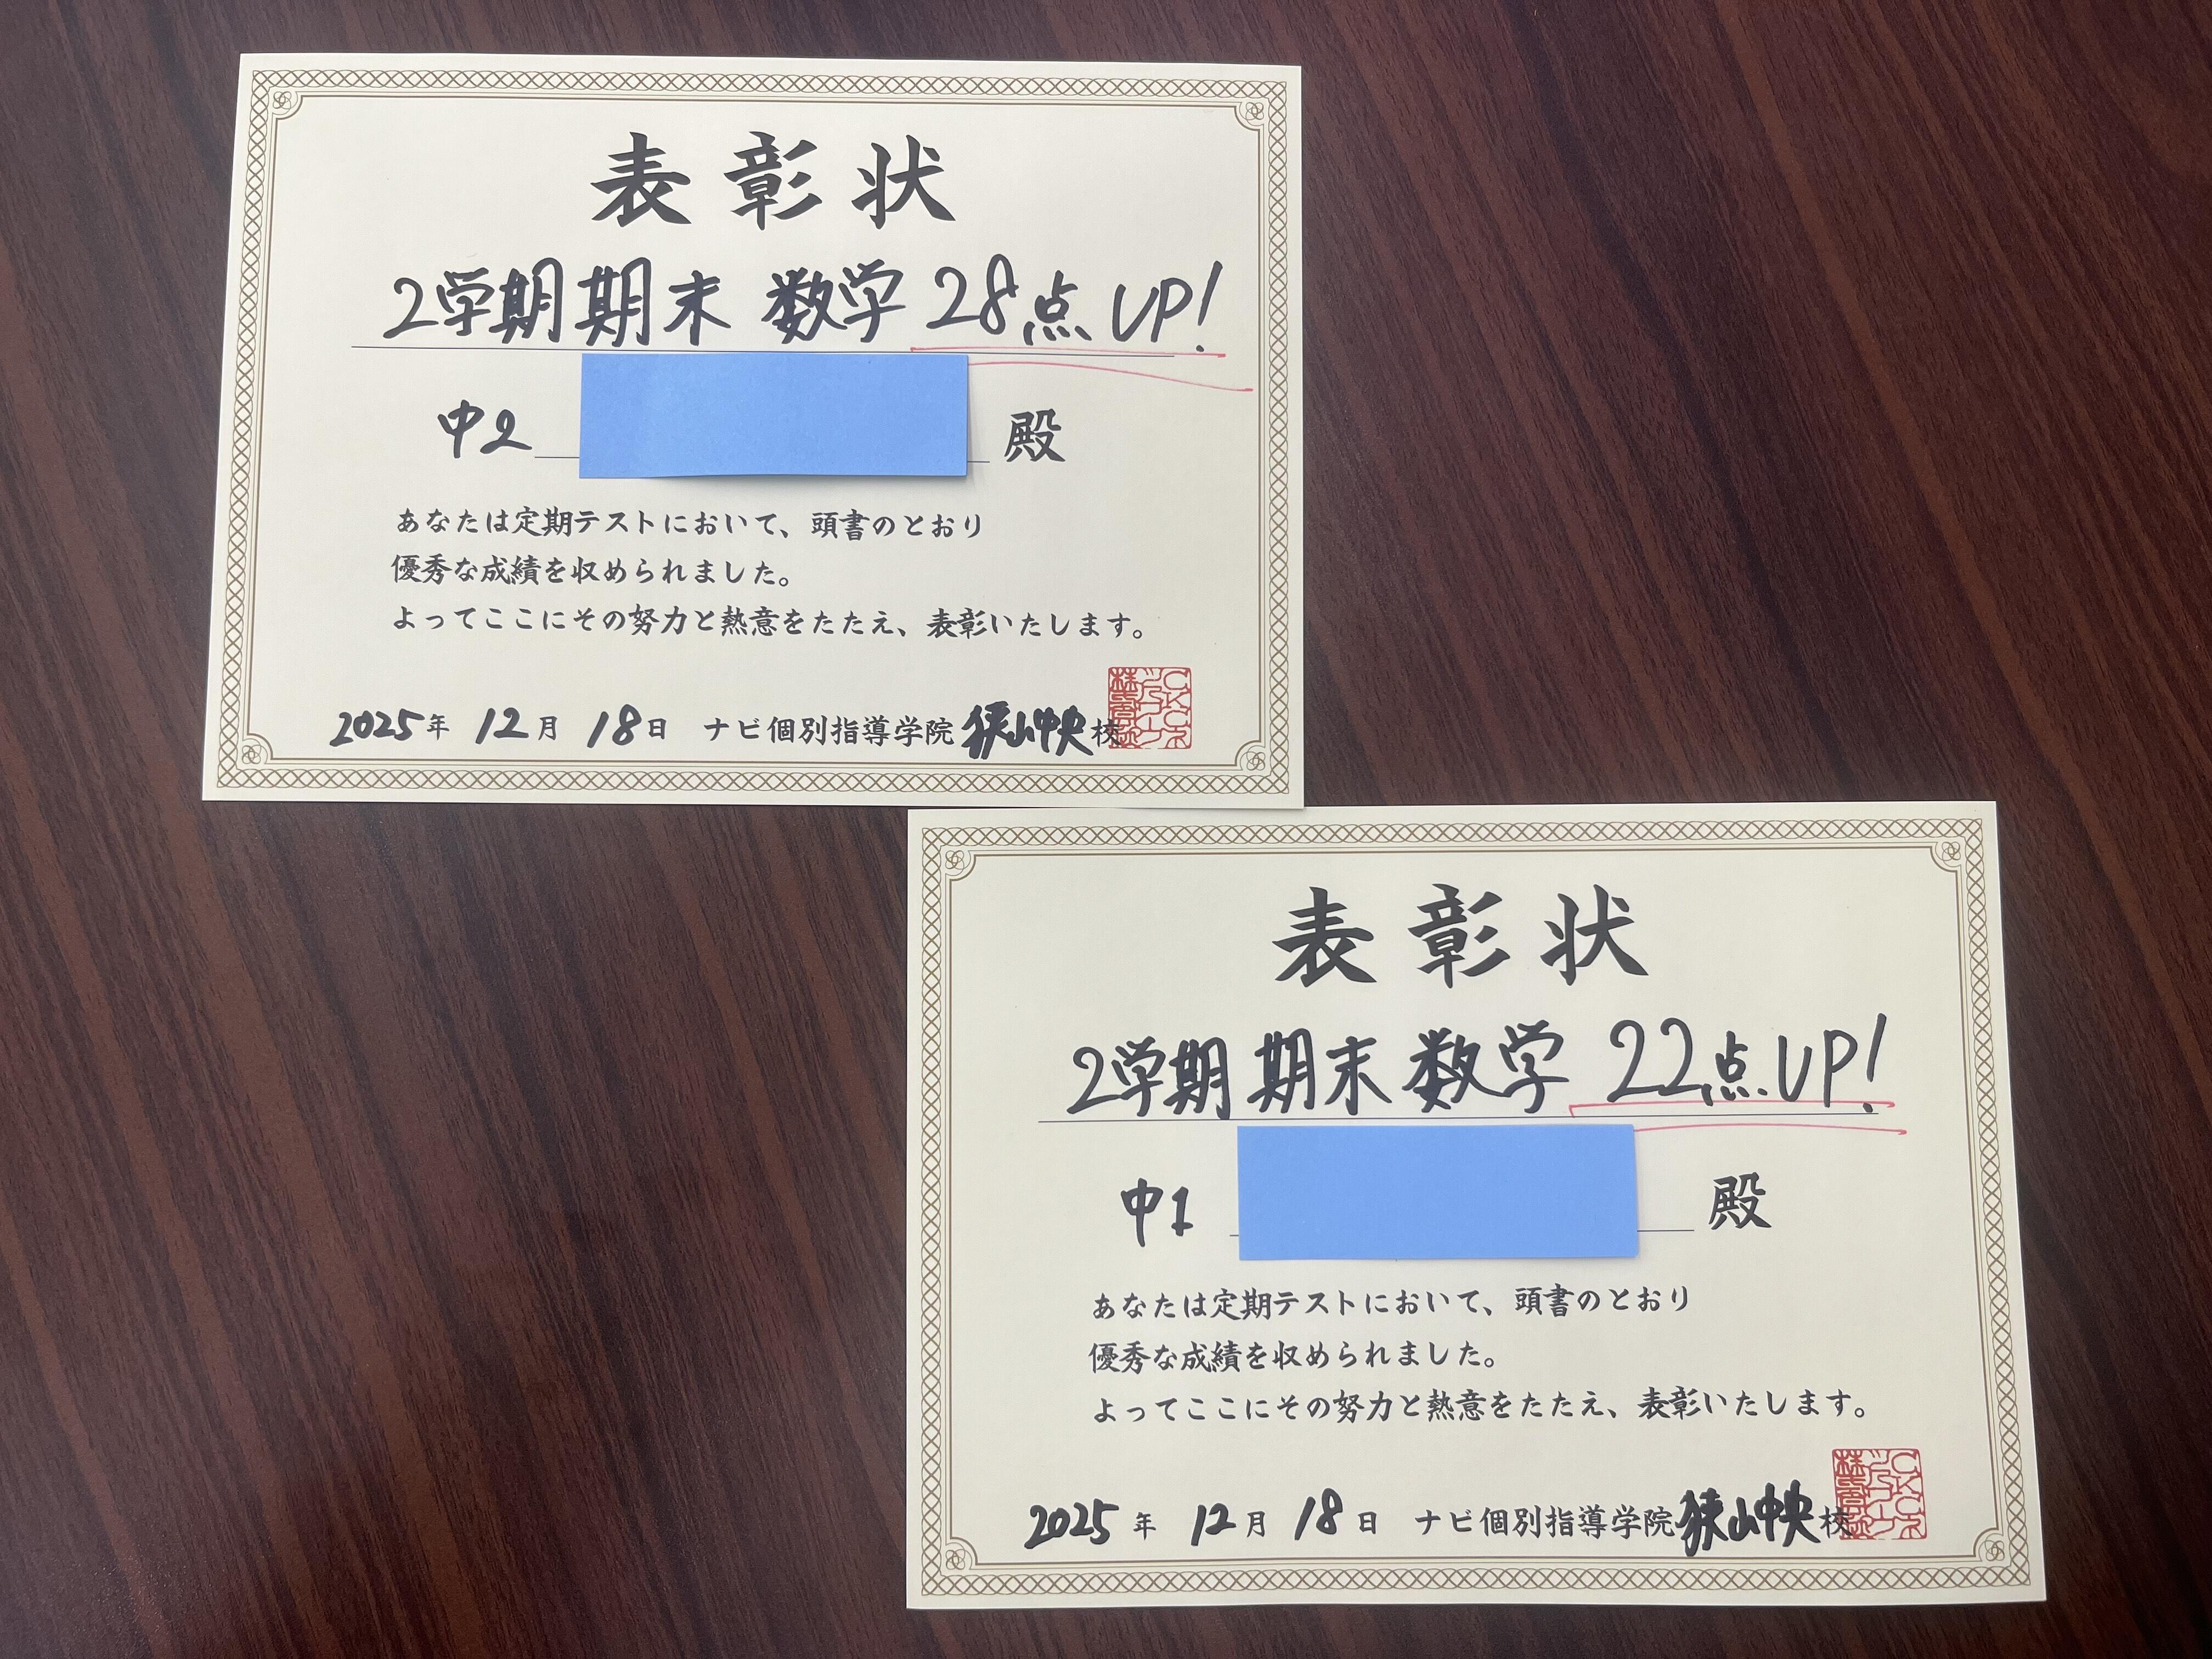 表彰状
2学期期末 数学 28点 UP!
中2 殿
あなたは定期テストにおいて、頭書のとおり
優秀な成績を収められました。
よってここにその努力と熱意をたたえ、表彰いたします。
2025年 12月 18日 ナビ個別指導学院 狭山中央校
表彰状
2学期期末 数学 22点 UP!
中1 殿
あなたは定期テストにおいて、頭書のとおり
優秀な成績を収められました。
よってここにその努力と熱意をたたえ、表彰いたします。
2025年 12月 18日 ナビ個別指導学院 狭山中央校